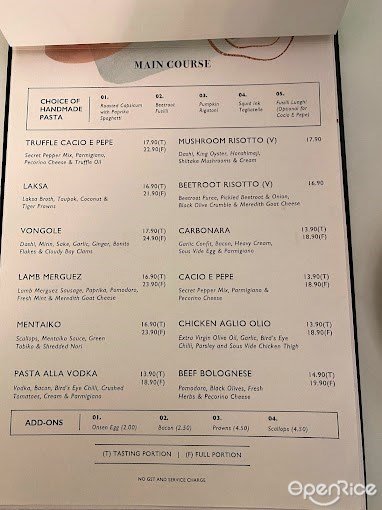 MAIN COURSE
CHOICE OF
HANDMADE
PASTA
01.
Roasted Capsicum
with Paprika
Spaghetti
02.
Beetroot
Fusilli
03.
Pumpkin
Rigatoni
04.
Squid Ink
Tagliatelle
05.
Fusilli Lunghi
(Optional for
Cacio & Pepe)
TRUFFLE CACIO E PEPE 17.90(T)
22.90(F)
Secret Pepper Mix, Parmigiano,
Pecorino Cheese & Truffle Oil
LAKSA 16.90(T)
21.90(F)
Laksa Broth, Taupok, Coconut &
Tiger Prawns
VONGOLE 17.90(T)
24.90(F)
Dashi, Mirin, Sake, Garlic, Ginger, Bonito
Flakes & Cloudy Bay Clams
LAMB MERGUEZ 16.90(T)
23.90(F)
Lamb Merguez Sausage, Paprika, Pomodoro,
Fresh Mint & Meredith Goat Cheese
MENTAIKO 16.90(T)
23.90(F)
Scallops, Mentaiko Sauce, Green
Tobiko & Shredded Nori
PASTA ALLA VODKA 13.90(T)
18.90(F)
Vodka, Bacon, Bird's Eye Chilli, Crushed
Tomatoes, Cream & Parmigiano
MUSHROOM RISOTTO (V) 17.90
Dashi, King Oyster, Honshimeji,
Shiitake Mushrooms & Cream
BEETROOT RISOTTO (V) 16.90
Beetroot Puree, Pickled Beetroot & Onion,
Black Olive Crumble & Meredith Goat Cheese
CARBONARA 13.90(T)
18.90(F)
Garlic Confit, Bacon, Heavy Cream,
Sous Vide Egg & Parmigiano
CACIO E PEPE 13.90(T)
18.90(F)
Secret Pepper Mix, Parmigiano &
Pecorino Cheese
CHICKEN AGLIO OLIO 13.90(T)
18.90(F)
Extra Virgin Olive Oil, Garlic, Bird's Eye
Chilli, Parsley and Sous Vide Chicken Thigh
BEEF BOLOGNESE 14.90(T)
19.90(F)
Pomodoro, Black Olives, Fresh
Herbs & Pecorino Cheese
ADD-ONS
01.
Onsen Egg (2.00)
02.
Bacon (2.50)
03.
Prawns (4.50)
04.
Scallops (4.50)
(T) TASTING PORTION | (F) FULL PORTION
NO GST AND SERVICE CHARGE
OpenRice